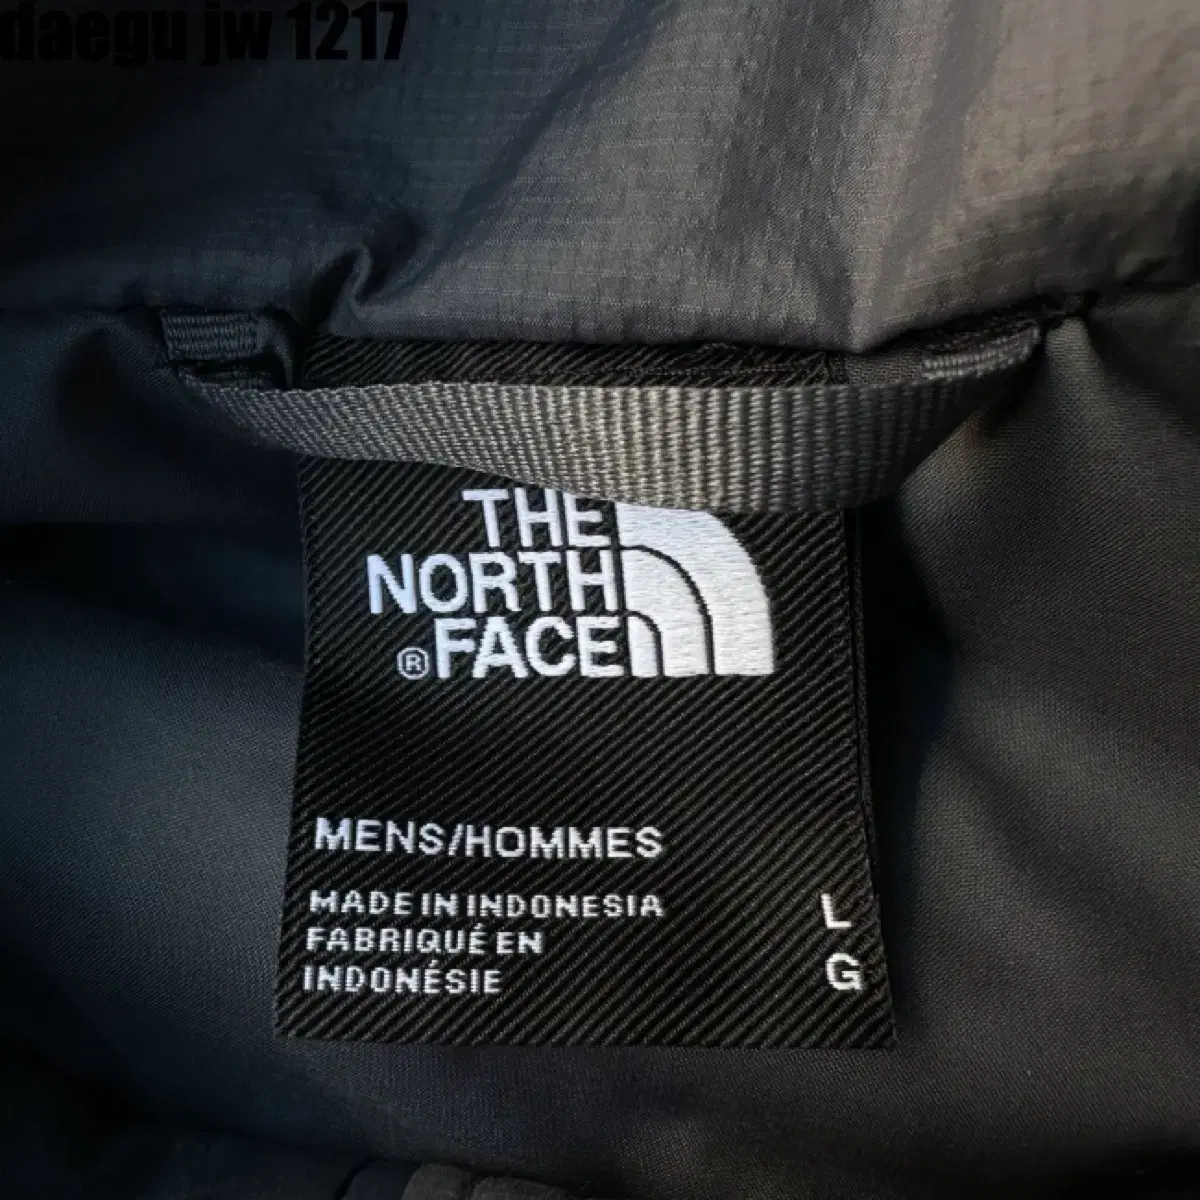 daegu jw 1217
THE
NORTH
® FACE
MENS/HOMMES
MADE IN INDONESIA
FABRIQUÉ EN
INDONÉSIE
L
G